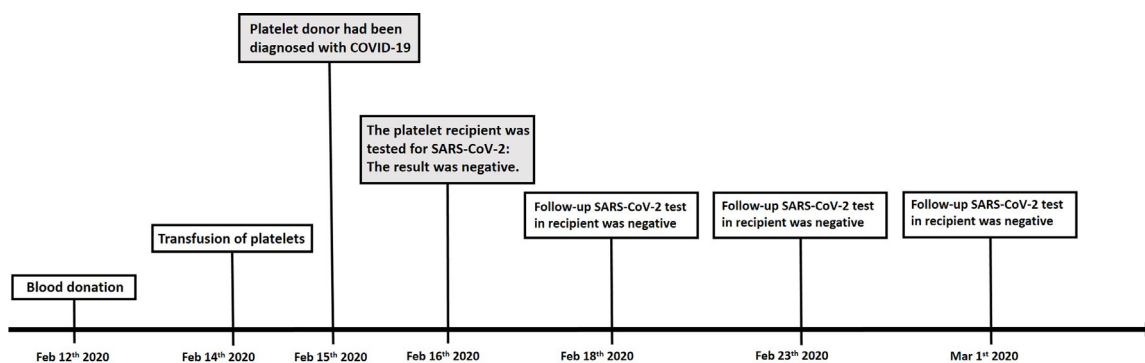 Platelet donor had been
diagnosed with COVID-19
The platelet recipient was
tested for SARS-CoV-2:
The result was negative.
Follow-up SARS-CoV-2 test
in recipient was negative
Follow-up SARS-CoV-2 test
in recipient was negative
Follow-up SARS-CoV-2 test
in recipient was negative
Transfusion of platelets
Blood donation
Feb 12th 2020
Feb 14th 2020
Feb 15th 2020
Feb 16th 2020
Feb 18th 2020
Feb 23th 2020
Mar 1st 2020